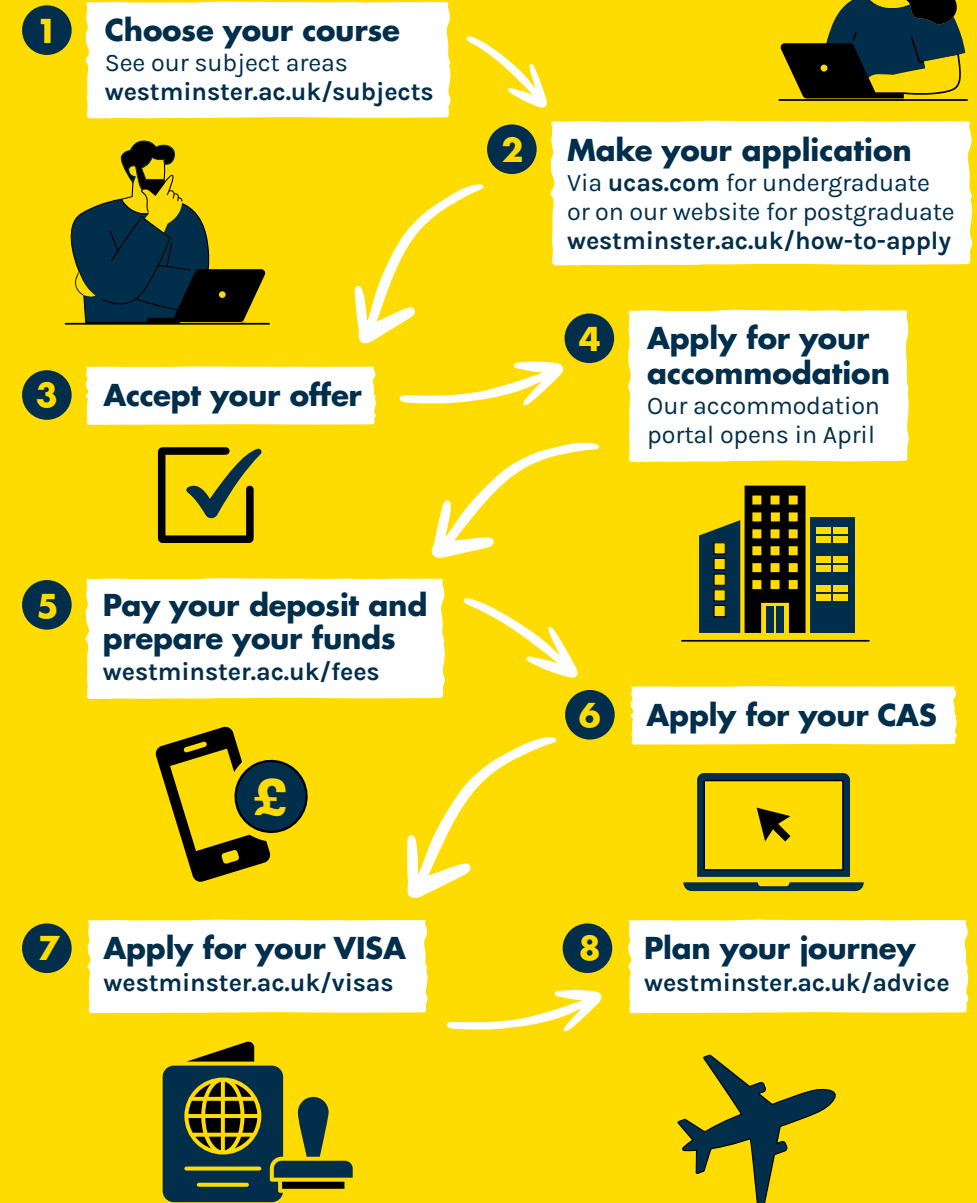 1
Choose your course
See our subject areas
westminster.ac.uk/subjects
2
Make your application
Via ucas.com for undergraduate
or on our website for postgraduate
westminster.ac.uk/how-to-apply
3
Accept your offer
4
Apply for your
accommodation
Our accommodation
portal opens in April
5
Pay your deposit and
prepare your funds
westminster.ac.uk/fees
£
6
Apply for your CAS
7
Apply for your VISA
westminster.ac.uk/visas
8
Plan your journey
westminster.ac.uk/advice